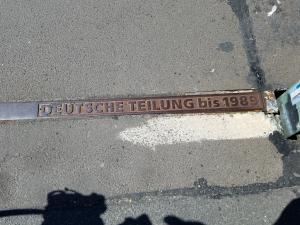 DEUTSCHE TEILUNG bis 1989